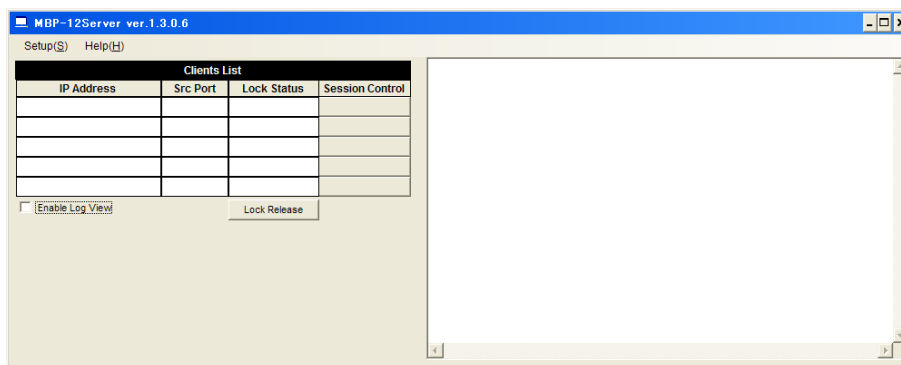 MBP-12Server ver.1.3.0.6
Setup(S) Help(H)
Clients List
IP Address Src Port Lock Status Session Control
Enable Log View
Lock Release